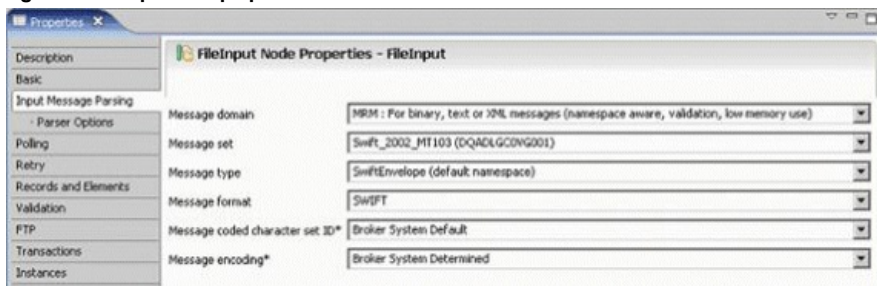 Properties
FileInput Node Properties - FileInput
Description
Basic
Input Message Parsing
- Parser Options
Polling
Retry
Records and Elements
Validation
FTP
Transactions
Instances
Message domain MRM : For binary, text or XML messages (namespace aware, validation, low memory use)
Message set Swift_2002_MT103 (DQADLGC0VG001)
Message type SwiftEnvelope (default namespace)
Message format SWIFT
Message coded character set ID* Broker System Default
Message encoding* Broker System Determined